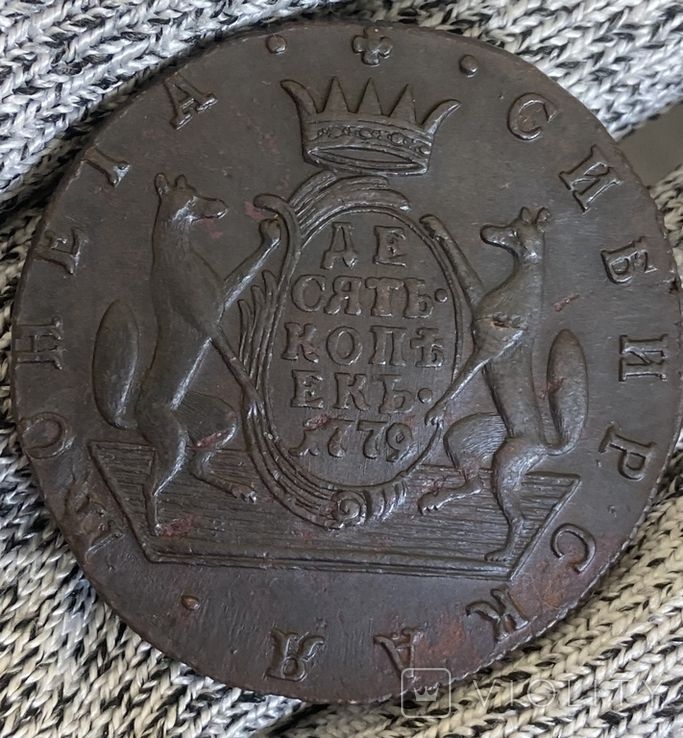 СИБИРСКАЯ · МОНЕТА
ДЕ
СЯТЬ·
КОПѢ
ЕКЪ·
1779
VIOLITY